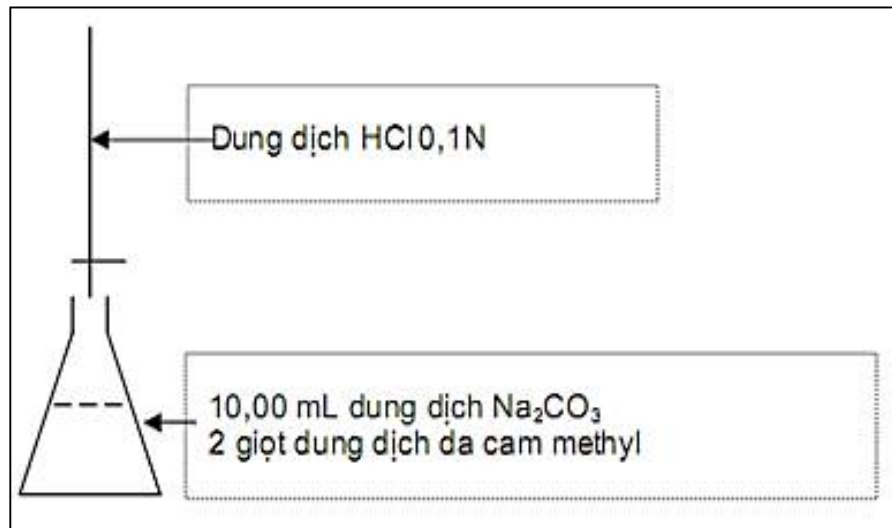 Dung dịch HCl 0,1N
10,00 mL dung dịch Na₂CO₃
2 giọt dung dịch da cam methyl